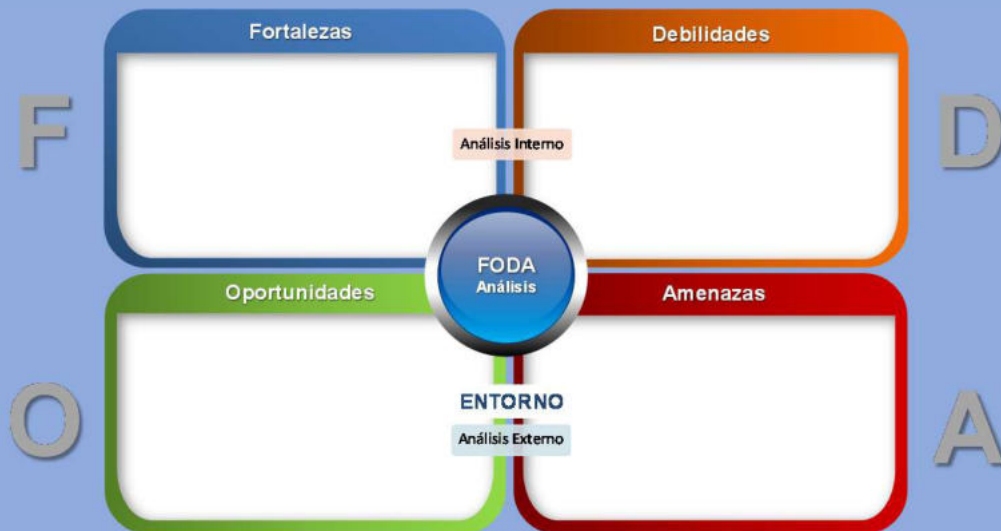 Fortalezas
Debilidades
F
D
Análisis Interno
FODA
Análisis
Oportunidades
Amenazas
O
A
ENTORNO
Análisis Externo